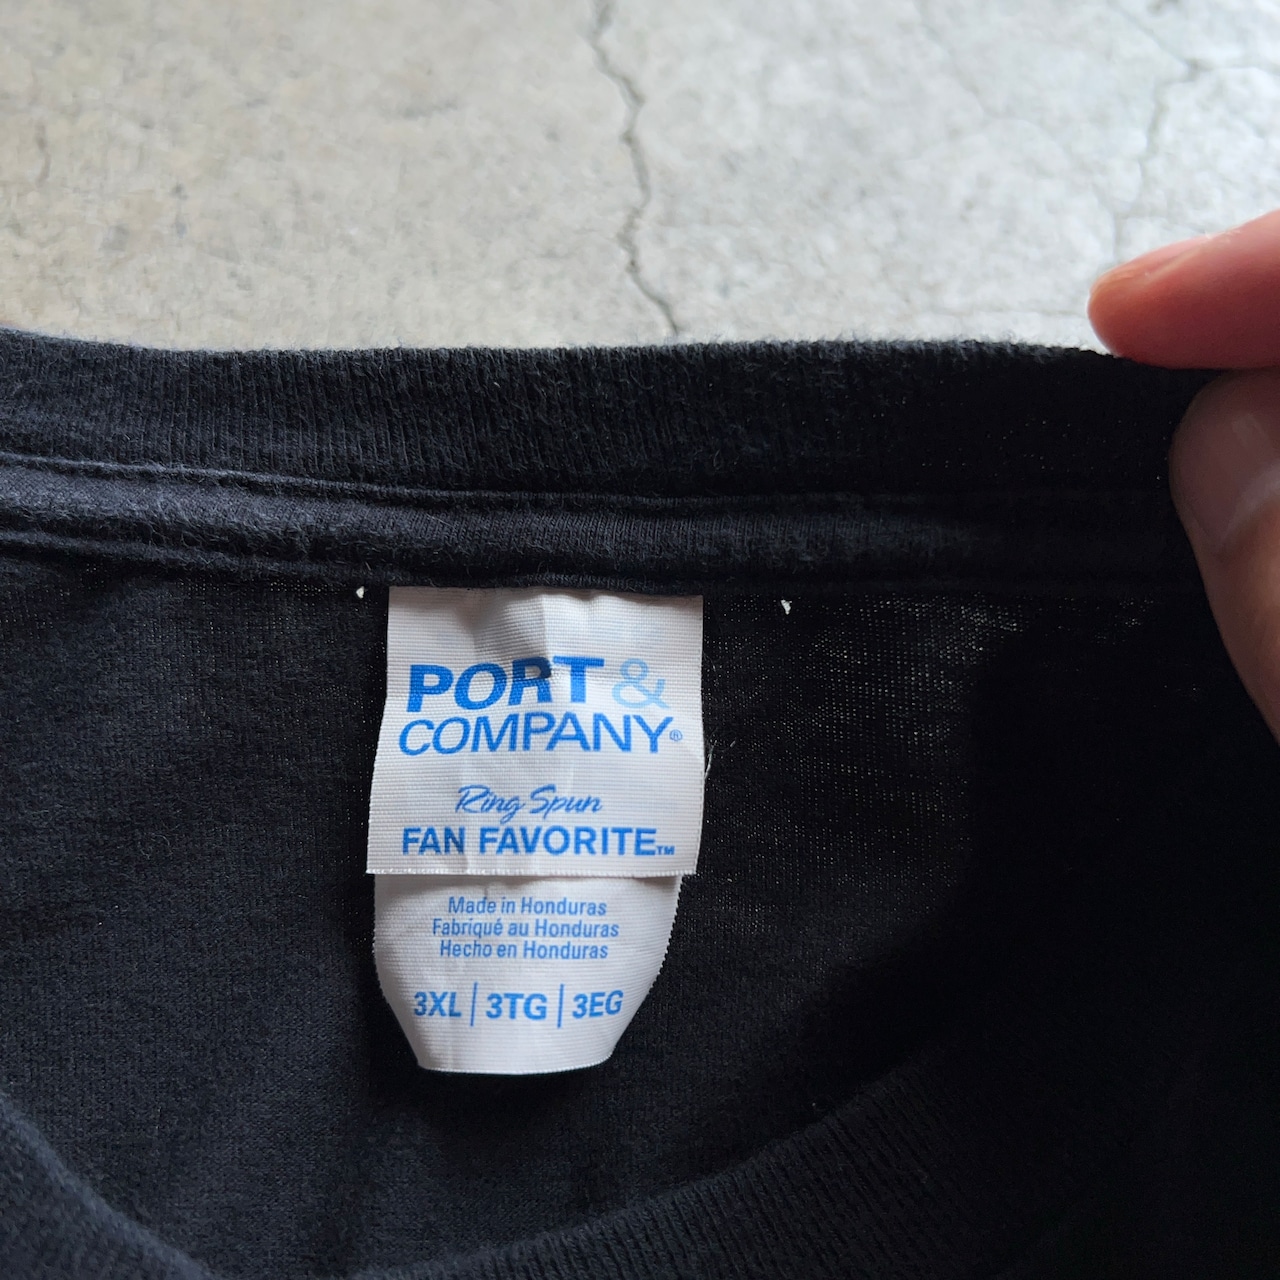 PORT &
COMPANY®
Ring Spun
FAN FAVORITE™
Made in Honduras
Fabriqué au Honduras
Hecho en Honduras
3XL | 3TG | 3EG